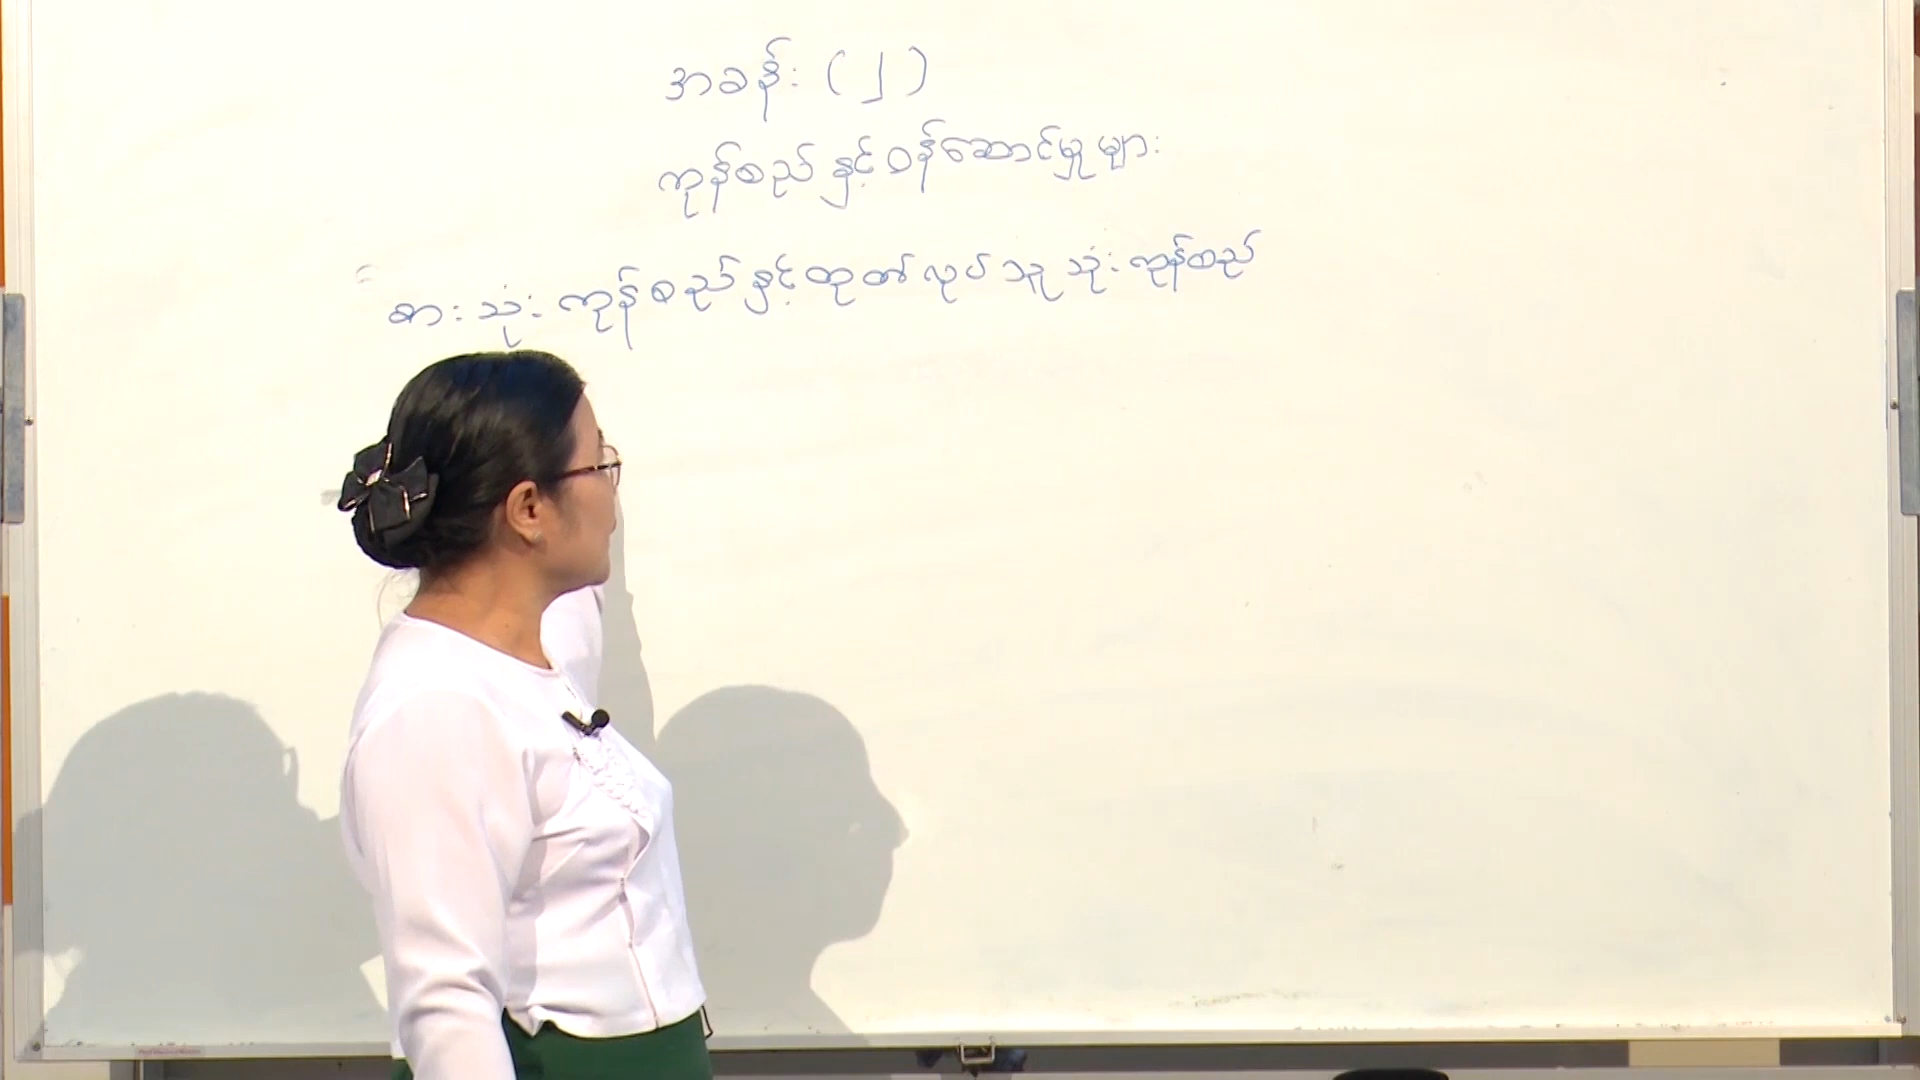 အခန်း (၂)
ကုန်စည် နှင့် ဝန်ဆောင်မှု များ
စား သုံး ကုန် စည် နှင့် ထုတ် လုပ် သူ သုံး ကုန်စည်